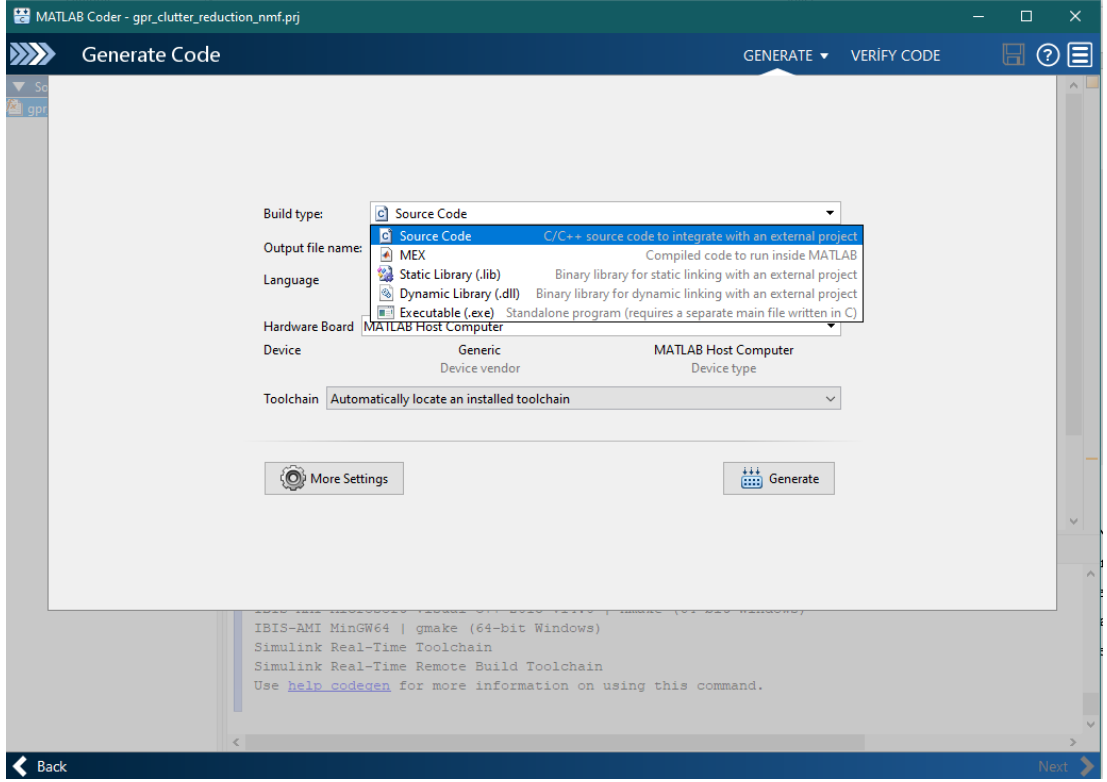 MATLAB Coder - gpr_clutter_reduction_nmf.prj
Generate Code
GENERATE
VERİFY CODE
So
gpr
Build type:
Source Code
Source Code C/C++ source code to integrate with an external project
Output file name:
MEX Compiled code to run inside MATLAB
Static Library (.lib) Binary library for static linking with an external project
Language
Dynamic Library (.dll) Binary library for dynamic linking with an external project
Executable (.exe) Standalone program (requires a separate main file written in C)
Hardware Board MATLAB Host Computer
Device Generic MATLAB Host Computer
Device vendor Device type
Toolchain Automatically locate an installed toolchain
More Settings
Generate
IBIS-AMI MinGW64 | gmake (64-bit Windows)
Simulink Real-Time Toolchain
Simulink Real-Time Remote Build Toolchain
Use help codegen for more information on using this command.
Back
Next